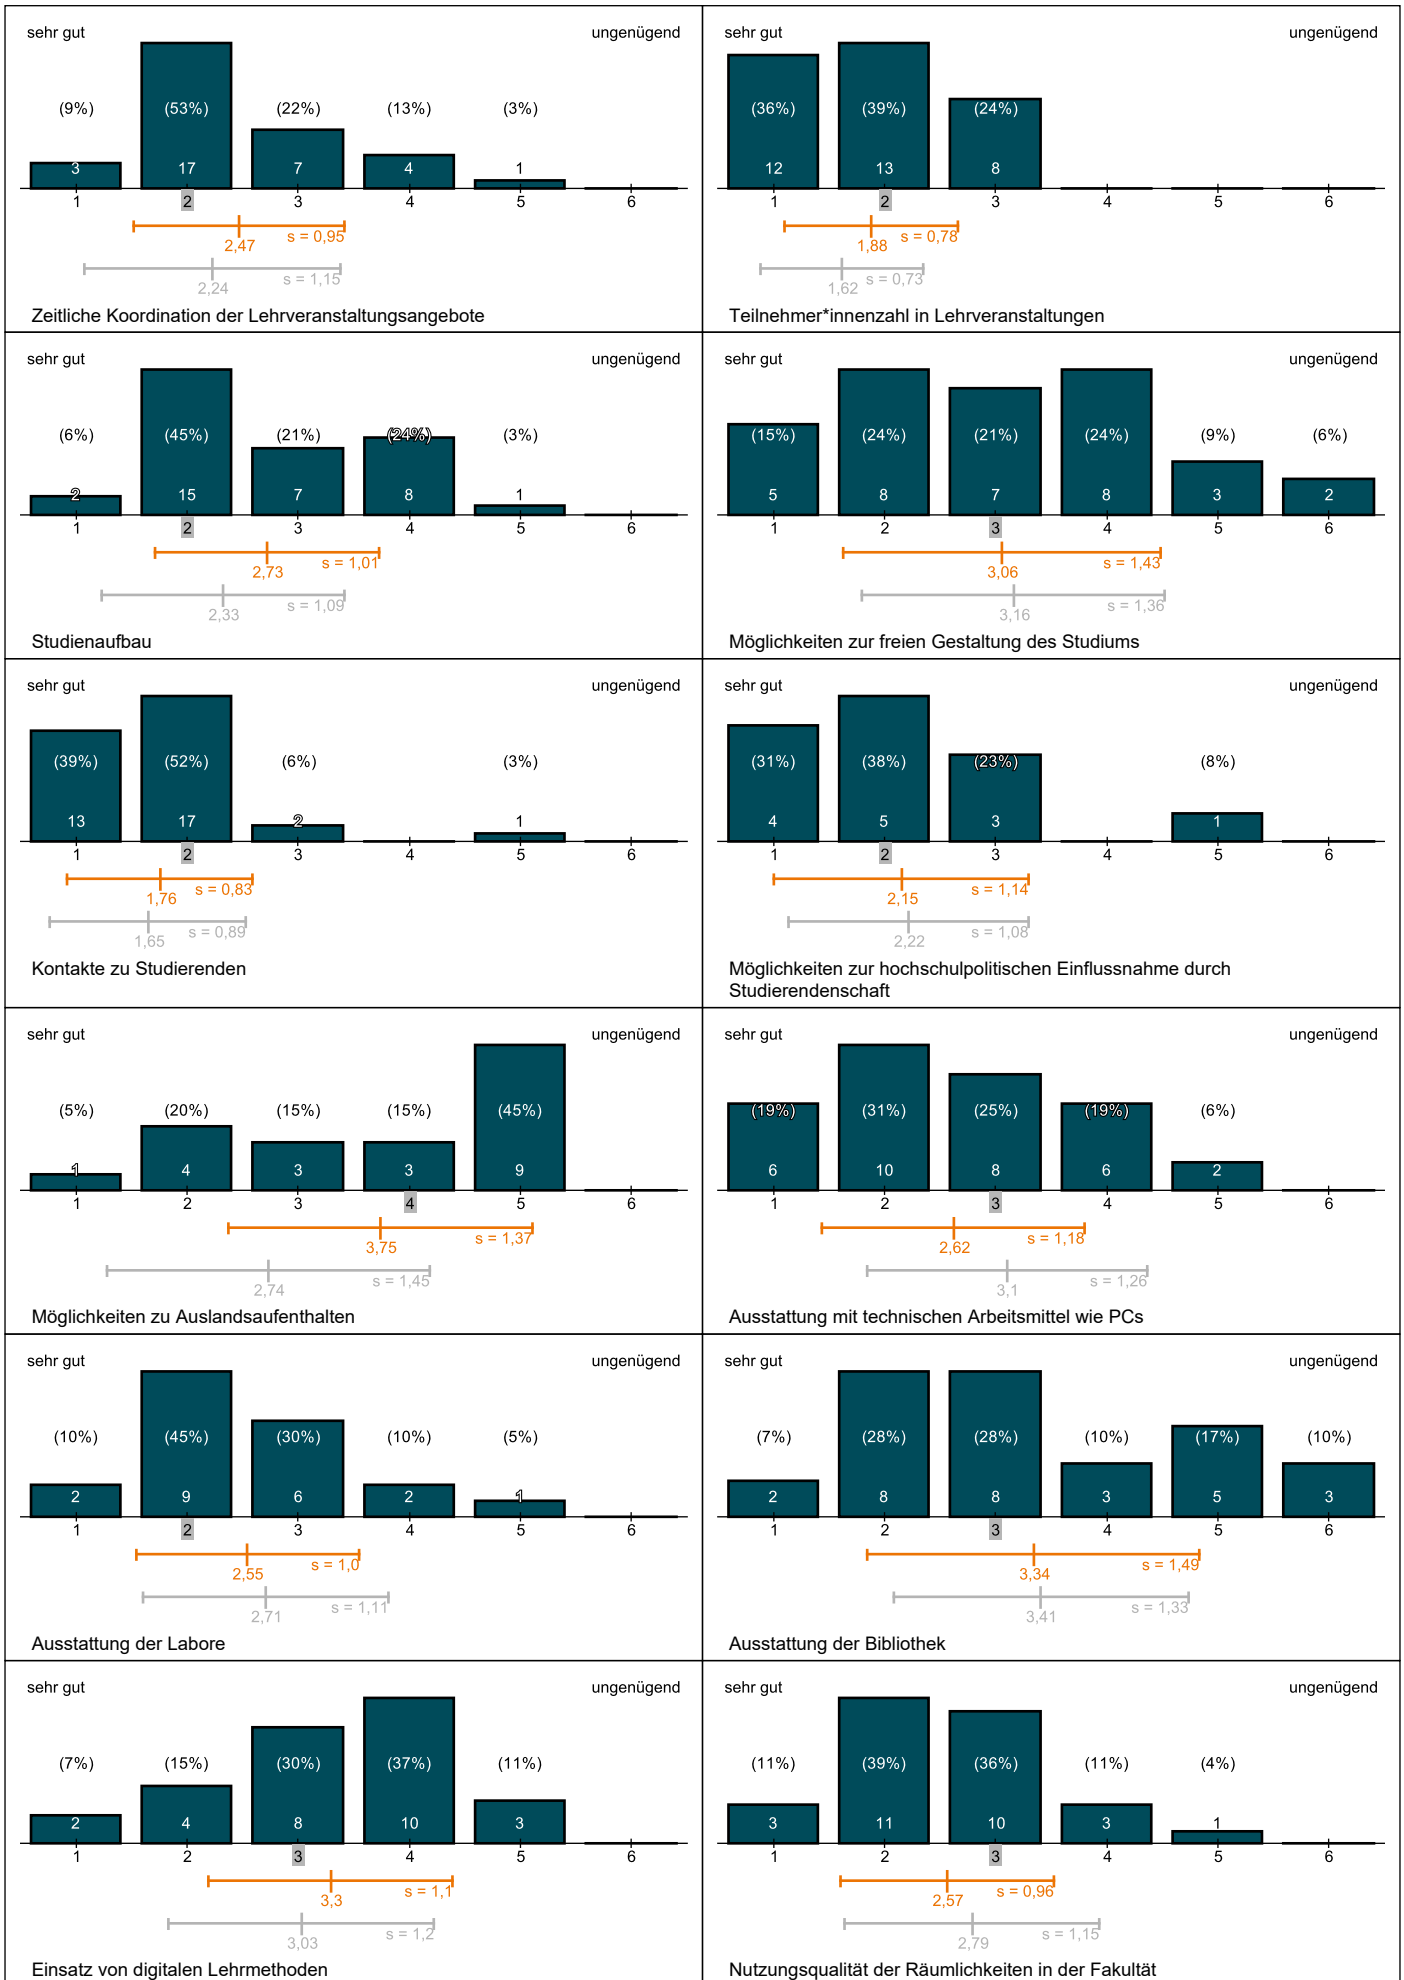 sehr gut ungenügend
(9%) (53%) (22%) (13%) (3%)
3 17 7 4 1
1 2 3 4 5 6
2,47 s = 0,95
2,24 s = 1,15
Zeitliche Koordination der Lehrveranstaltungsangebote
sehr gut ungenügend
(36%) (39%) (24%)
12 13 8
1 2 3 4 5 6
1,88 s = 0,78
1,62 s = 0,73
Teilnehmer*innenzahl in Lehrveranstaltungen
sehr gut ungenügend
(6%) (45%) (21%) (24%) (3%)
2 15 7 8 1
1 2 3 4 5 6
2,73 s = 1,01
2,33 s = 1,09
Studienaufbau
sehr gut ungenügend
(15%) (24%) (21%) (24%) (9%) (6%)
5 8 7 8 3 2
1 2 3 4 5 6
3,06 s = 1,43
3,16 s = 1,36
Möglichkeiten zur freien Gestaltung des Studiums
sehr gut ungenügend
(39%) (52%) (6%) (3%)
13 17 2 1
1 2 3 4 5 6
1,76 s = 0,83
1,65 s = 0,89
Kontakte zu Studierenden
sehr gut ungenügend
(31%) (38%) (23%) (8%)
4 5 3 1
1 2 3 4 5 6
2,15 s = 1,14
2,22 s = 1,08
Möglichkeiten zur hochschulpolitischen Einflussnahme durch
Studierendenschaft
sehr gut ungenügend
(5%) (20%) (15%) (15%) (45%)
1 4 3 3 9
1 2 3 4 5 6
3,75 s = 1,37
2,74 s = 1,45
Möglichkeiten zu Auslandsaufenthalten
sehr gut ungenügend
(19%) (31%) (25%) (19%) (6%)
6 10 8 6 2
1 2 3 4 5 6
2,62 s = 1,18
3,1 s = 1,26
Ausstattung mit technischen Arbeitsmittel wie PCs
sehr gut ungenügend
(10%) (45%) (30%) (10%) (5%)
2 9 6 2 1
1 2 3 4 5 6
2,55 s = 1,0
2,71 s = 1,11
Ausstattung der Labore
sehr gut ungenügend
(7%) (28%) (28%) (10%) (17%) (10%)
2 8 8 3 5 3
1 2 3 4 5 6
3,34 s = 1,49
3,41 s = 1,33
Ausstattung der Bibliothek
sehr gut ungenügend
(7%) (15%) (30%) (37%) (11%)
2 4 8 10 3
1 2 3 4 5 6
3,3 s = 1,1
3,03 s = 1,2
Einsatz von digitalen Lehrmethoden
sehr gut ungenügend
(11%) (39%) (36%) (11%) (4%)
3 11 10 3 1
1 2 3 4 5 6
2,57 s = 0,96
2,79 s = 1,15
Nutzungsqualität der Räumlichkeiten in der Fakultät